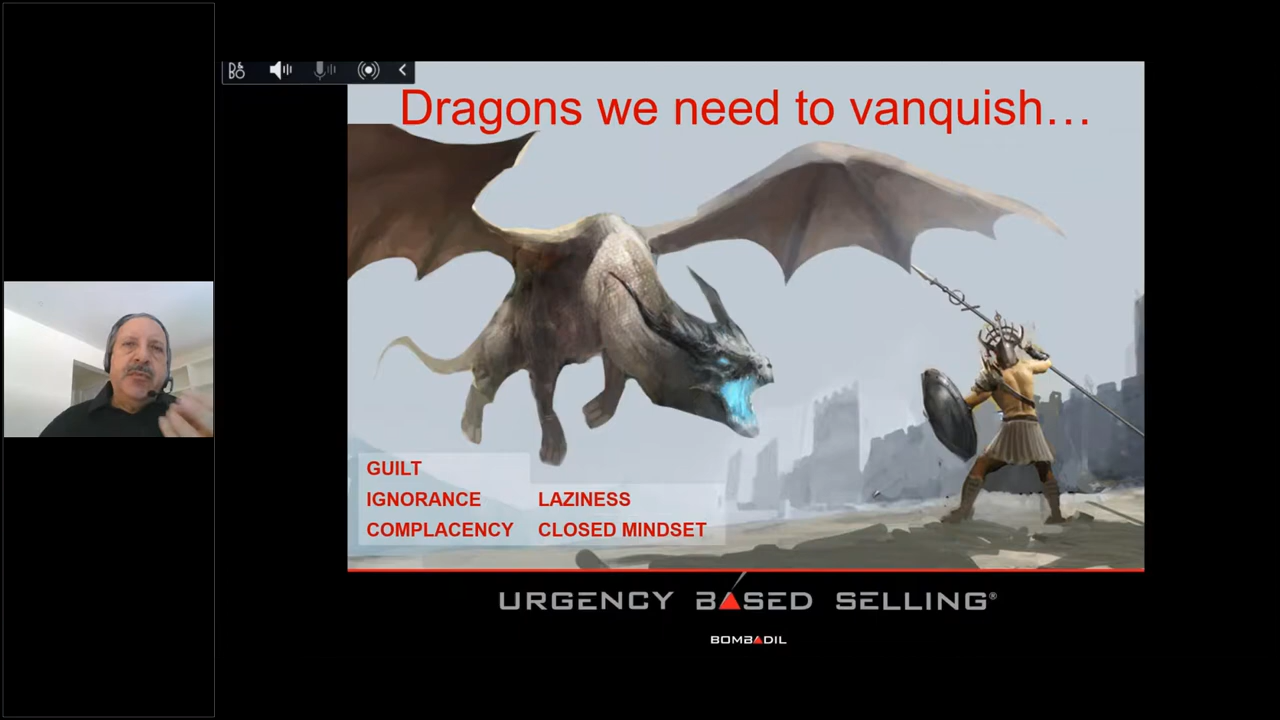 Dragons we need to vanquish...
GUILT
IGNORANCE
LAZINESS
COMPLACENCY
CLOSED MINDSET
URGENCY BASED SELLING®
BOMBADIL